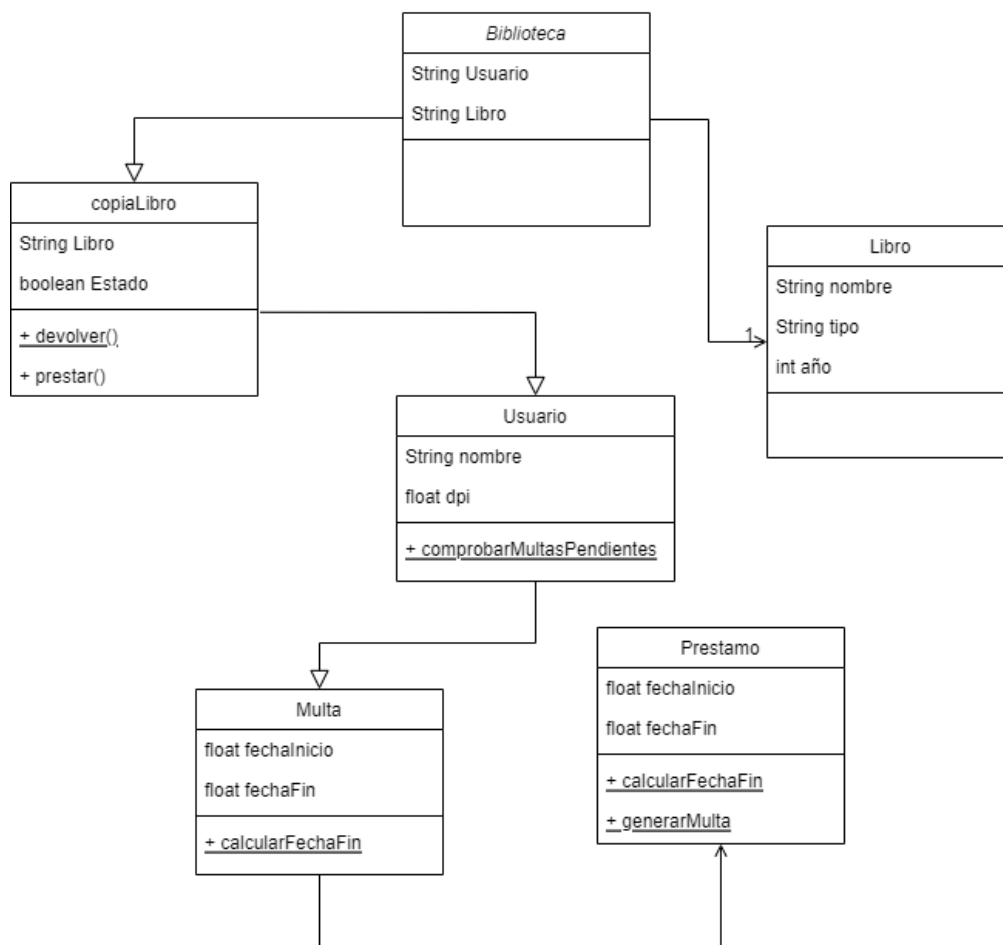 Biblioteca
String Usuario
String Libro
copiaLibro
String Libro
boolean Estado
+ devolver()
+ prestar()
Libro
String nombre
String tipo
int año
1
Usuario
String nombre
float dpi
+ comprobarMultasPendientes
Multa
float fechaInicio
float fechaFin
+ calcularFechaFin
Prestamo
float fechaInicio
float fechaFin
+ calcularFechaFin
+ generarMulta